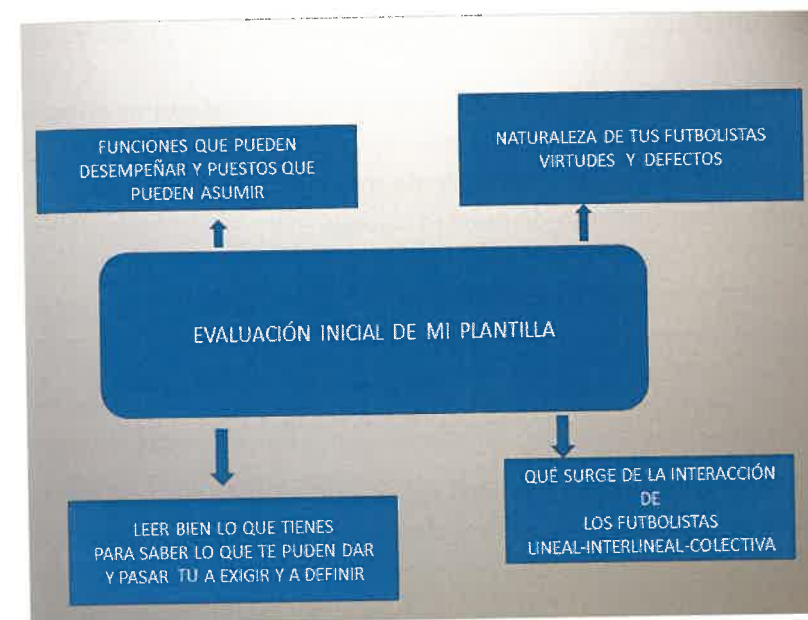 FUNCIONES QUE PUEDEN
DESEMPEÑAR Y PUESTOS QUE
PUEDEN ASUMIR
NATURALEZA DE TUS FUTBOLISTAS
VIRTUDES Y DEFECTOS
EVALUACIÓN INICIAL DE MI PLANTILLA
LEER BIEN LO QUE TIENES
PARA SABER LO QUE TE PUDEN DAR
Y PASAR TU A EXIGIR Y A DEFINIR
QUÉ SURGE DE LA INTERACCIÓN
DE
LOS FUTBOLISTAS
LINEAL-INTERLINEAL-COLECTIVA